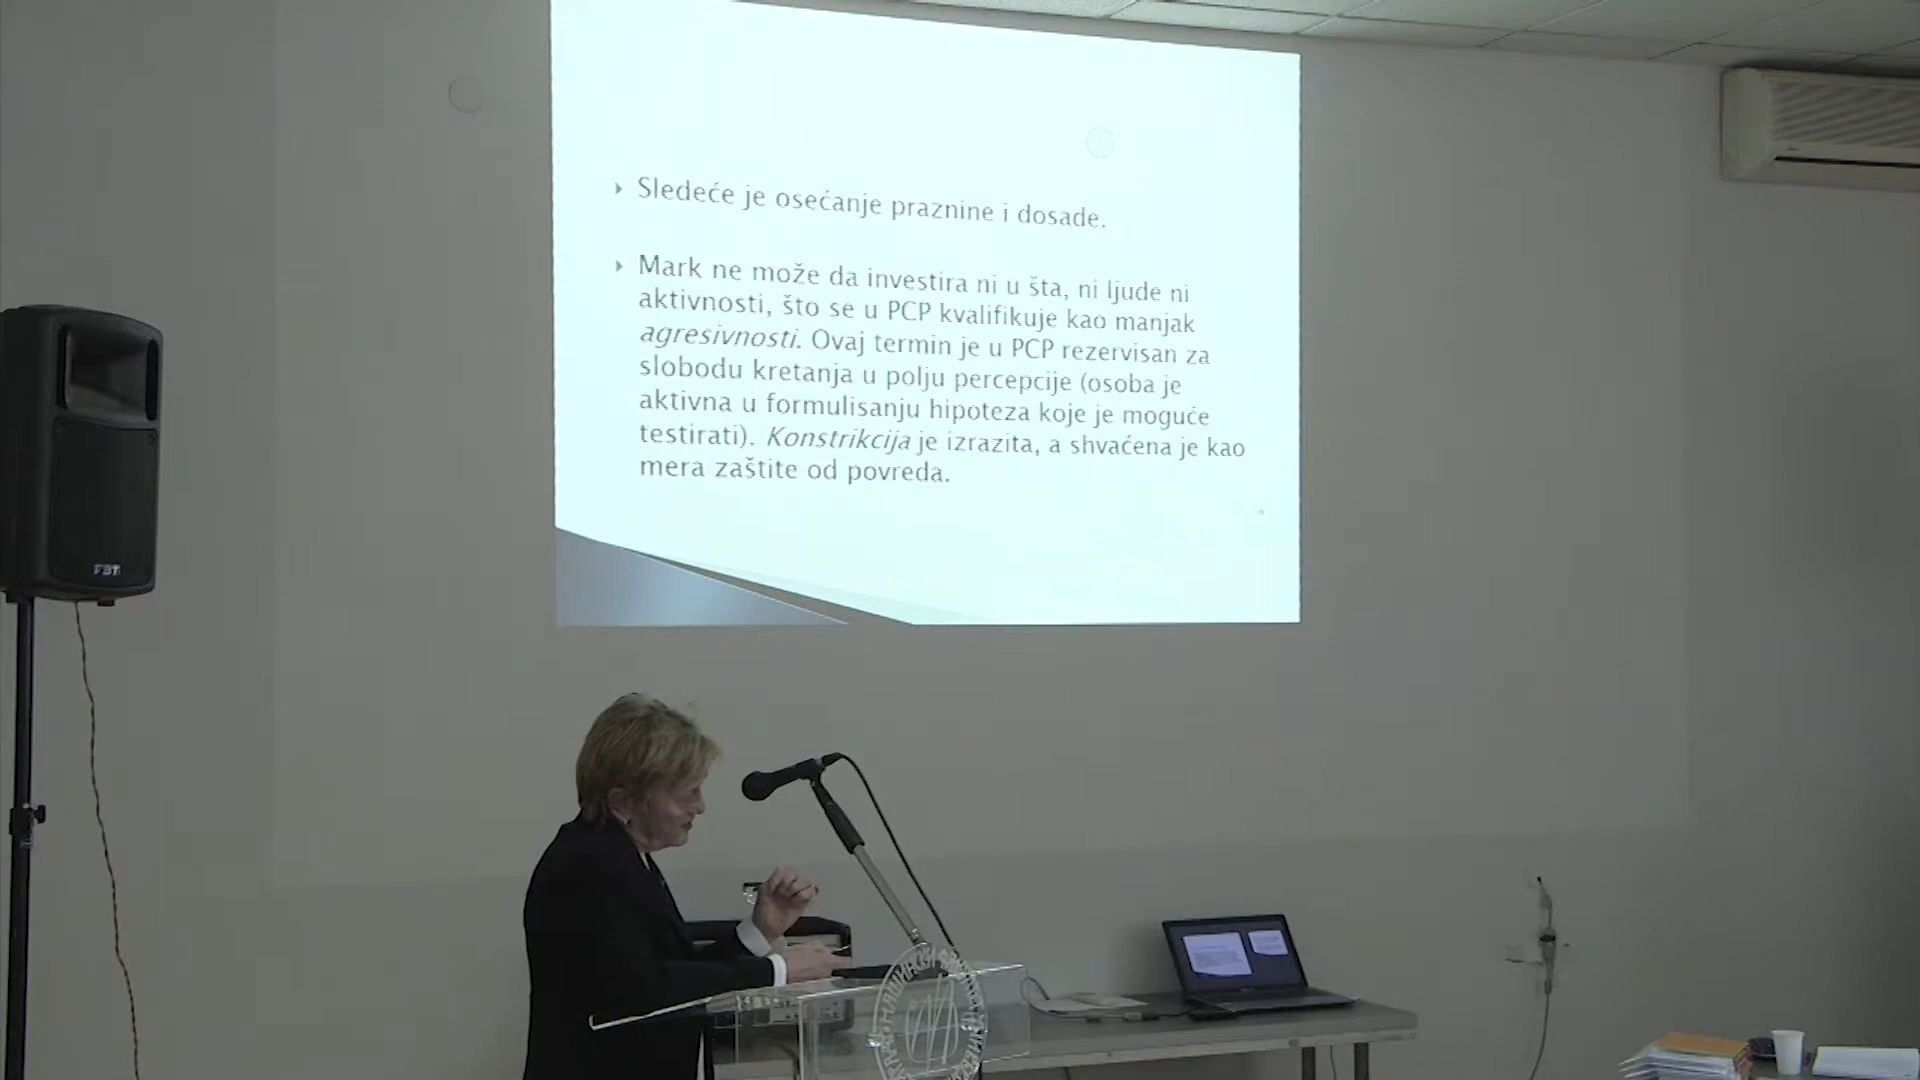 Sledeće je osećanje praznine i dosade.
Mark ne može da investira ni u šta, ni ljude ni
aktivnosti, što se u PCP kvalifikuje kao manjak
agresivnosti. Ovaj termin je u PCP rezervisan za
slobodu kretanja u polju percepcije (osoba je
aktivna u formulisanju hipoteza koje je moguće
testirati). Konstrikcija je izrazita, a shvaćena je kao
mera zaštite od povreda.
FBT